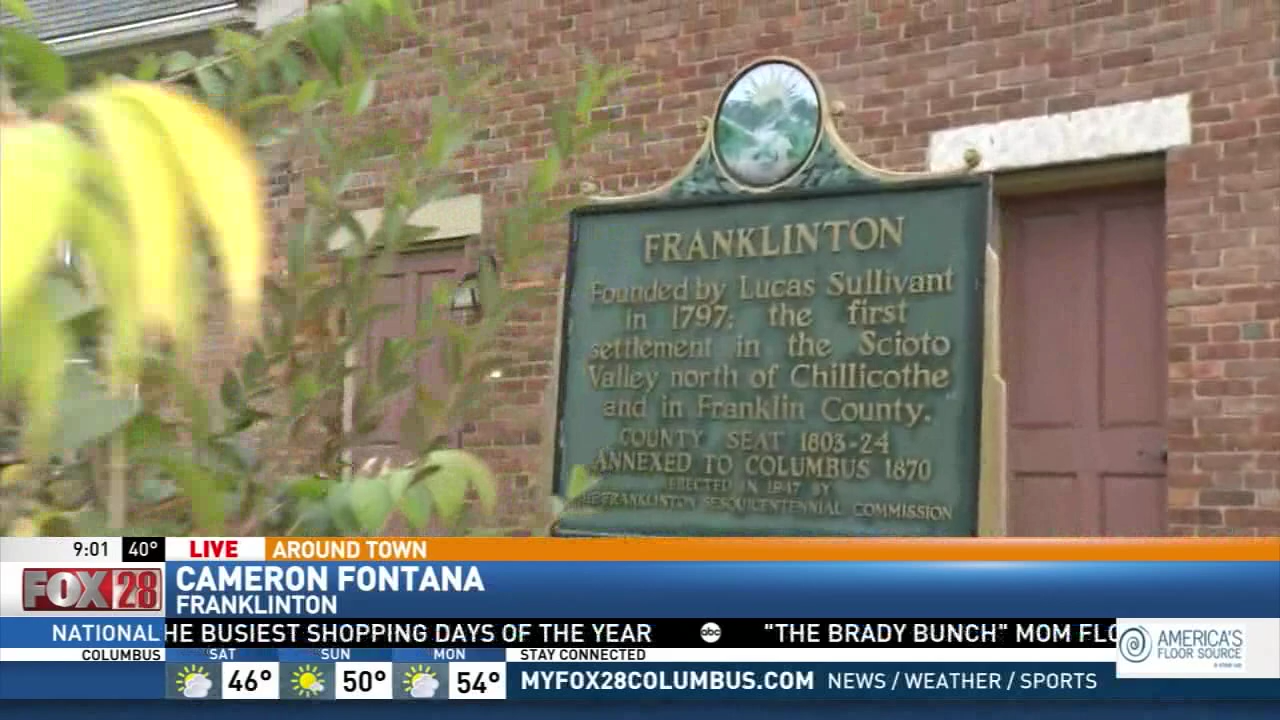 FRANKLINTON
Founded by Lucas Sullivant
in 1797; the first
settlement in the Scioto
Valley north of Chillicothe
and in Franklin County.
COUNTY SEAT 1803-24
ANNEXED TO COLUMBUS 1870
ERECTED IN 1947 BY
THE FRANKLINTON SESQUICENTENNIAL COMMISSION
9:01 40° LIVE AROUND TOWN
FOX 28
CAMERON FONTANA
FRANKLINTON
NATIONAL HE BUSIEST SHOPPING DAYS OF THE YEAR abc "THE BRADY BUNCH" MOM FLO
AMERICA'S
FLOOR SOURCE
COLUMBUS SAT SUN MON STAY CONNECTED
46° 50° 54° MYFOX28COLUMBUS.COM NEWS / WEATHER / SPORTS